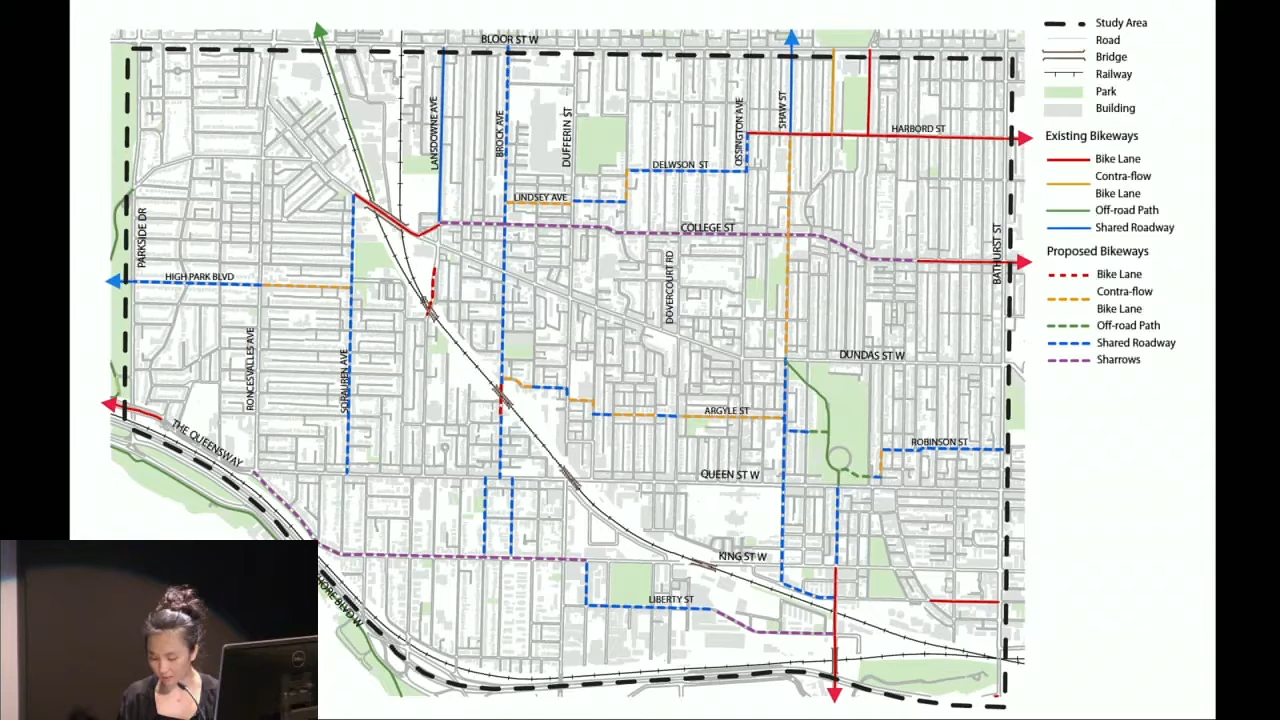 BLOOR ST W
LANSDOWNE AVE
BROCK AVE
DUFFERIN ST
OSSINGTON AVE
SHAW ST
HARBORD ST
DELWSON ST
LINDSEY AVE
COLLEGE ST
PARKSIDE DR
HIGH PARK BLVD
DOVERCOURT RD
BATHURST ST
RONCESVALLES AVE
SORAUREN AVE
DUNDAS ST W
ARGYLE ST
THE QUEENSWAY
ROBINSON ST
QUEEN ST W
KING ST W
LIBERTY ST
BLVD W
Study Area
Road
Bridge
Railway
Park
Building
Existing Bikeways
Bike Lane
Contra-flow
Bike Lane
Off-road Path
Shared Roadway
Proposed Bikeways
Bike Lane
Contra-flow
Bike Lane
Off-road Path
Shared Roadway
Sharrows
DELL